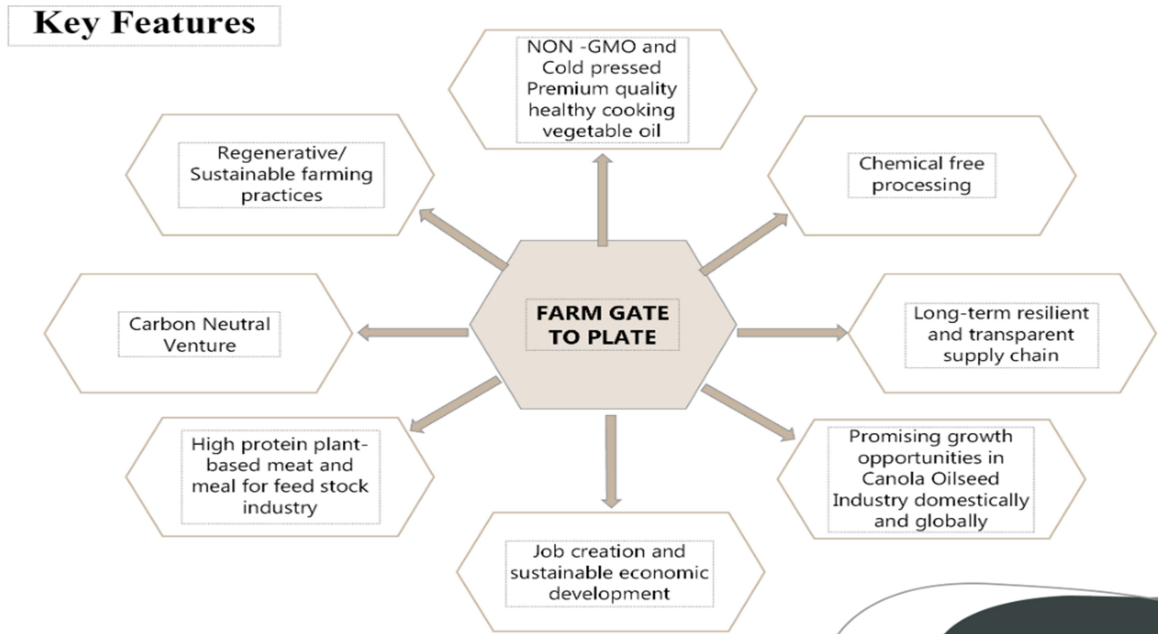 Key Features
NON -GMO and
Cold pressed
Premium quality
healthy cooking
vegetable oil
Regenerative/
Sustainable farming
practices
Chemical free
processing
FARM GATE
TO PLATE
Carbon Neutral
Venture
Long-term resilient
and transparent
supply chain
High protein plant-
based meat and
meal for feed stock
industry
Promising growth
opportunities in
Canola Oilseed
Industry domestically
and globally
Job creation and
sustainable economic
development